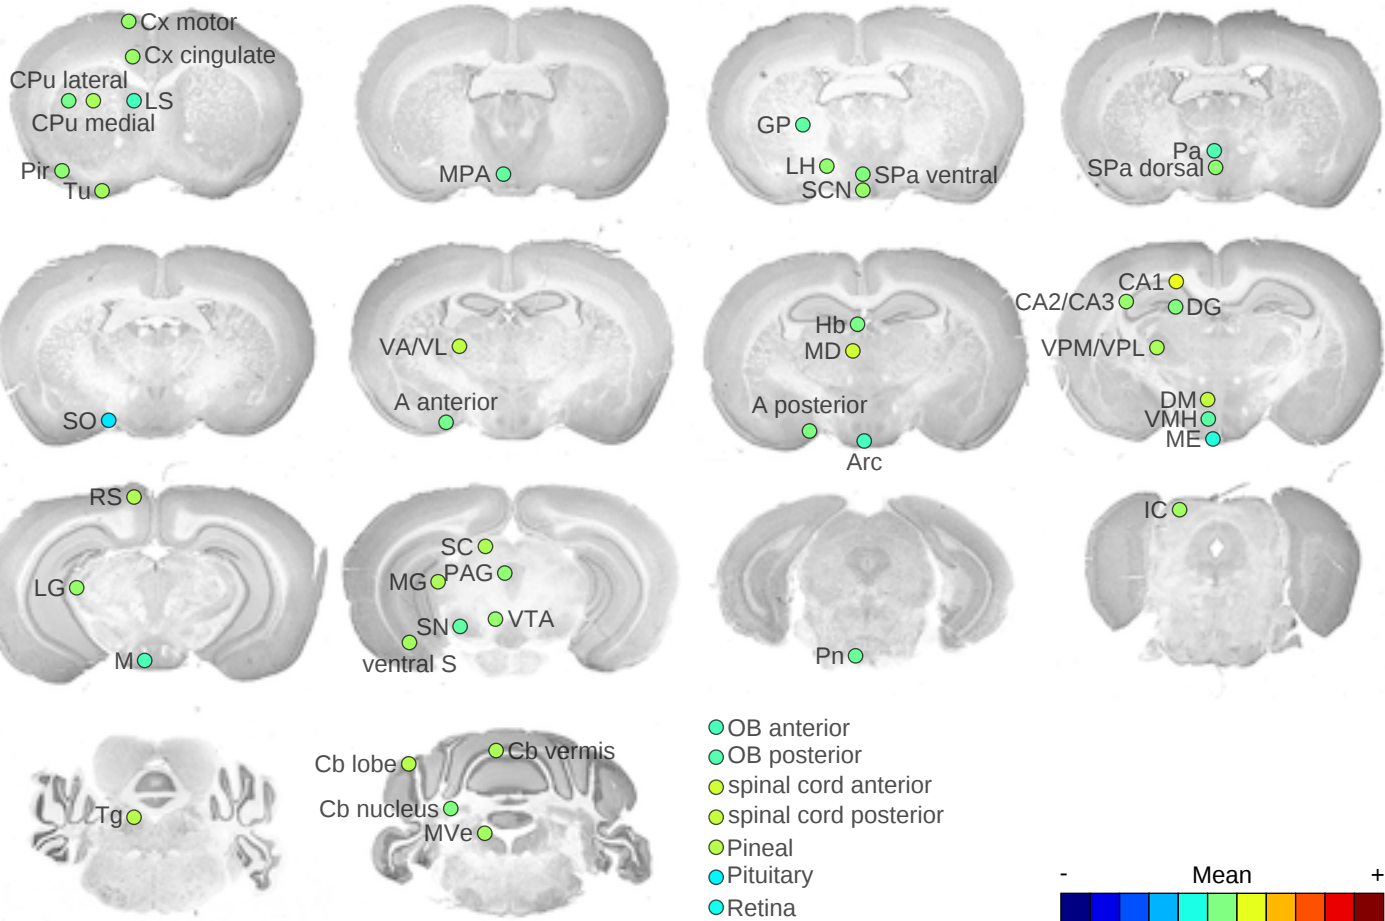 Cx motor
Cx cingulate
CPu lateral
LS
CPu medial
Pir
Tu
MPA
GP
LH
SPa ventral
SCN
Pa
SPa dorsal
SO
VA/VL
A anterior
Hb
MD
A posterior
Arc
CA1
CA2/CA3
DG
VPM/VPL
DM
VMH
ME
RS
LG
M
SC
MG
PAG
SN
VTA
ventral S
Pn
IC
Tg
Cb lobe
Cb vermis
Cb nucleus
MVe
OB anterior
OB posterior
spinal cord anterior
spinal cord posterior
Pineal
Pituitary
Retina
- Mean +